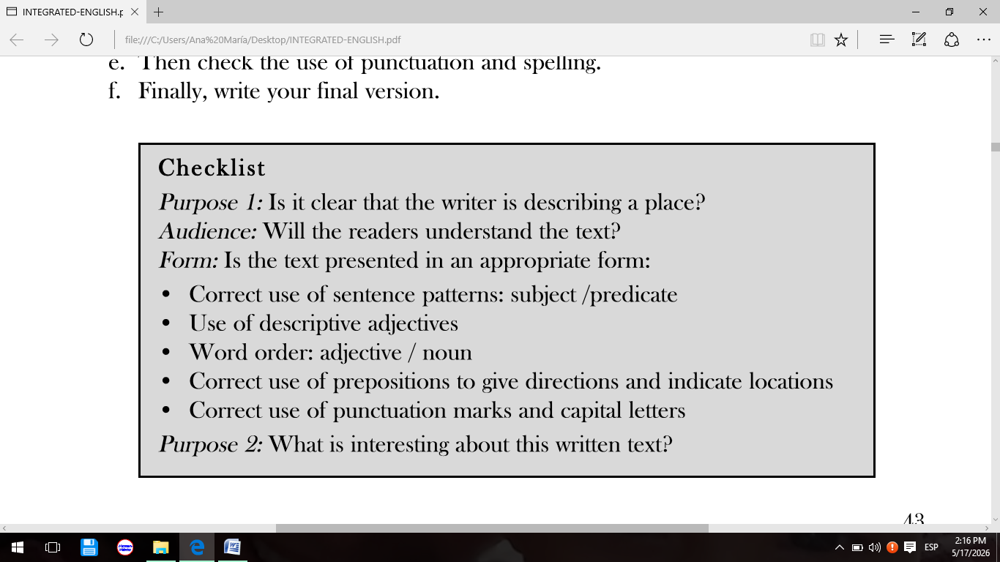 INTEGRATED-ENGLISH.p
file:///C:/Users/Ana%20María/Desktop/INTEGRATED-ENGLISH.pdf
e. Then check the use of punctuation and spelling.
f. Finally, write your final version.
Checklist
Purpose 1: Is it clear that the writer is describing a place?
Audience: Will the readers understand the text?
Form: Is the text presented in an appropriate form:
• Correct use of sentence patterns: subject /predicate
• Use of descriptive adjectives
• Word order: adjective / noun
• Correct use of prepositions to give directions and indicate locations
• Correct use of punctuation marks and capital letters
Purpose 2: What is interesting about this written text?
43
ESP
2:16 PM
5/17/2026